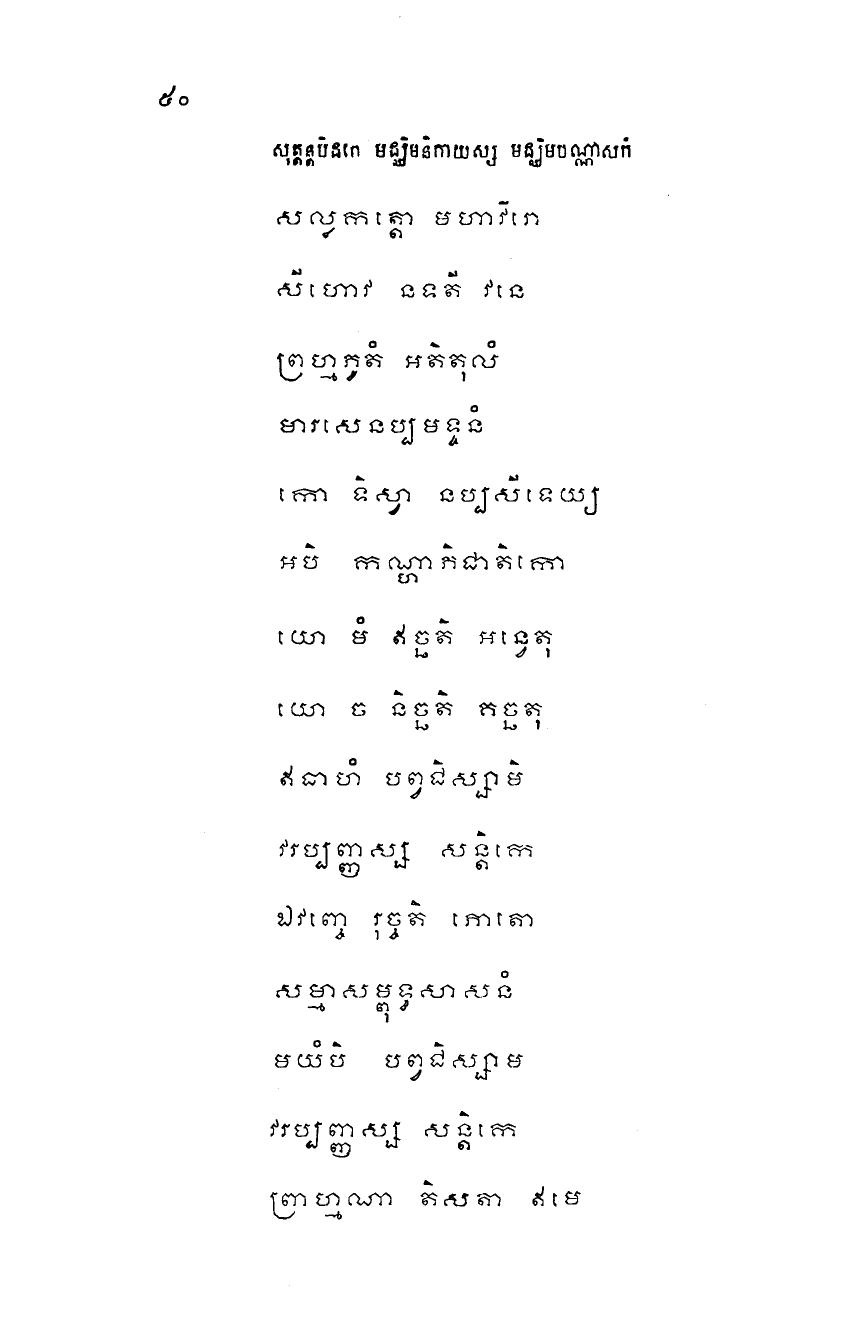 ៥០
សុត្តន្តបិដកេ មជ្ឈិមនិកាយស្ស មជ្ឈិមបណ្ណាសកំ
សល្លកត្តោ មហាវីរោ
សីហោវ នទតី វនេ
ព្រហ្មភូតំ អតិតុលំ
មារសេនប្បមទ្ទនំ
កោ ទិស្វា នប្បសីទេយ្យ
អបិ កណ្ហាភិជាតិកោ
យោ មំ ឥច្ឆតិ អន្វេតុ
យោ ច និច្ឆតិ គច្ឆតុ
ឥធាហំ បព្វជិស្សាមិ
វរប្បញ្ញស្ស សន្តិកេ
ឯវញ្ចេ រុច្ចតិ ភោតោ
សម្មាសម្ពុទ្ធសាសនំ
មយំបិ បព្វជិស្សាម
វរប្បញ្ញស្ស សន្តិកេ
ព្រាហ្មណា តិសតា ឥមេ